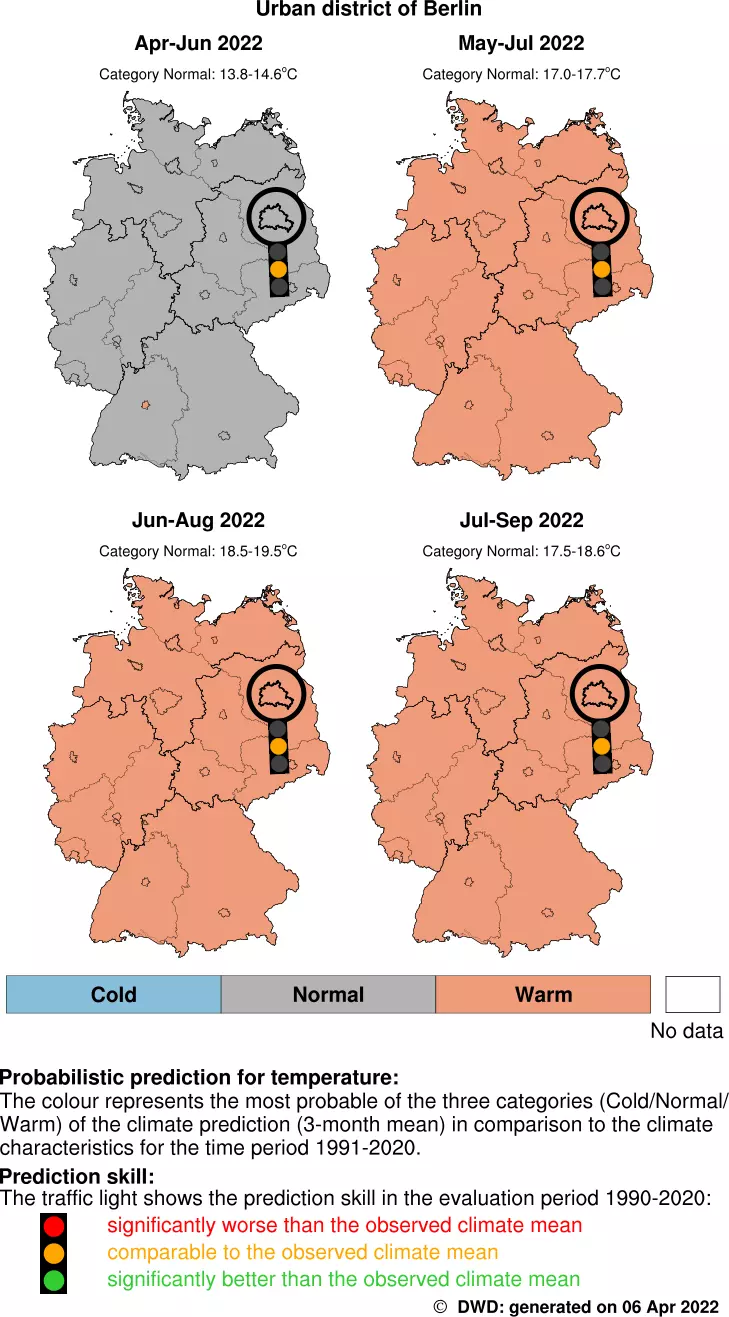 Urban district of Berlin
Apr-Jun 2022
Category Normal: 13.8-14.6°C
May-Jul 2022
Category Normal: 17.0-17.7°C
Jun-Aug 2022
Category Normal: 18.5-19.5°C
Jul-Sep 2022
Category Normal: 17.5-18.6°C
Cold
Normal
Warm
No data
Probabilistic prediction for temperature:
The colour represents the most probable of the three categories (Cold/Normal/
Warm) of the climate prediction (3-month mean) in comparison to the climate
characteristics for the time period 1991-2020.
Prediction skill:
The traffic light shows the prediction skill in the evaluation period 1990-2020:
significantly worse than the observed climate mean
comparable to the observed climate mean
significantly better than the observed climate mean
© DWD: generated on 06 Apr 2022